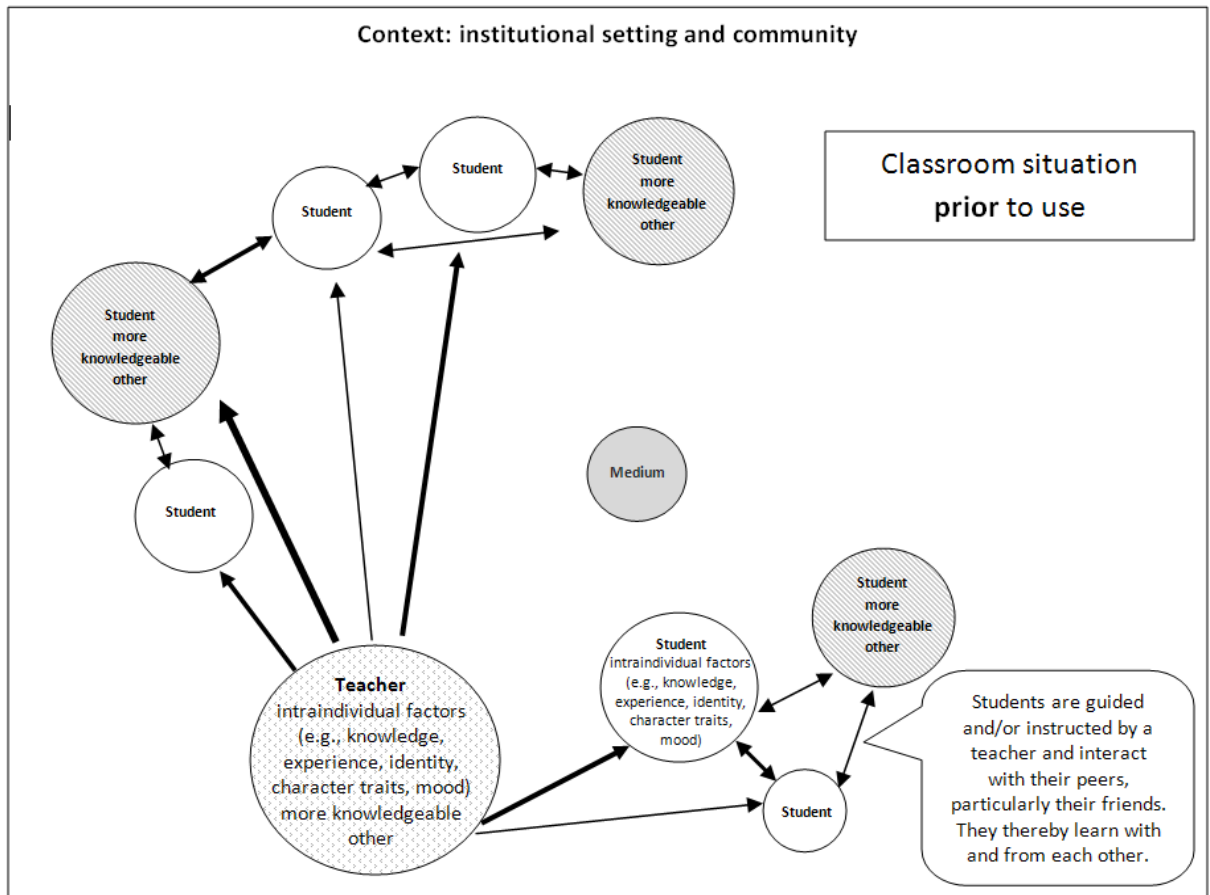 Context: institutional setting and community
Classroom situation
prior to use
Student
Student
Student
more
knowledgeable
other
Student
more
knowledgeable
other
Student
Medium
Student
more
knowledgeable
other
Student
intraindividual factors
(e.g., knowledge,
experience, identity,
character traits,
mood)
Teacher
intraindividual factors
(e.g., knowledge,
experience, identity,
character traits, mood)
more knowledgeable
other
Student
Students are guided
and/or instructed by a
teacher and interact
with their peers,
particularly their friends.
They thereby learn with
and from each other.